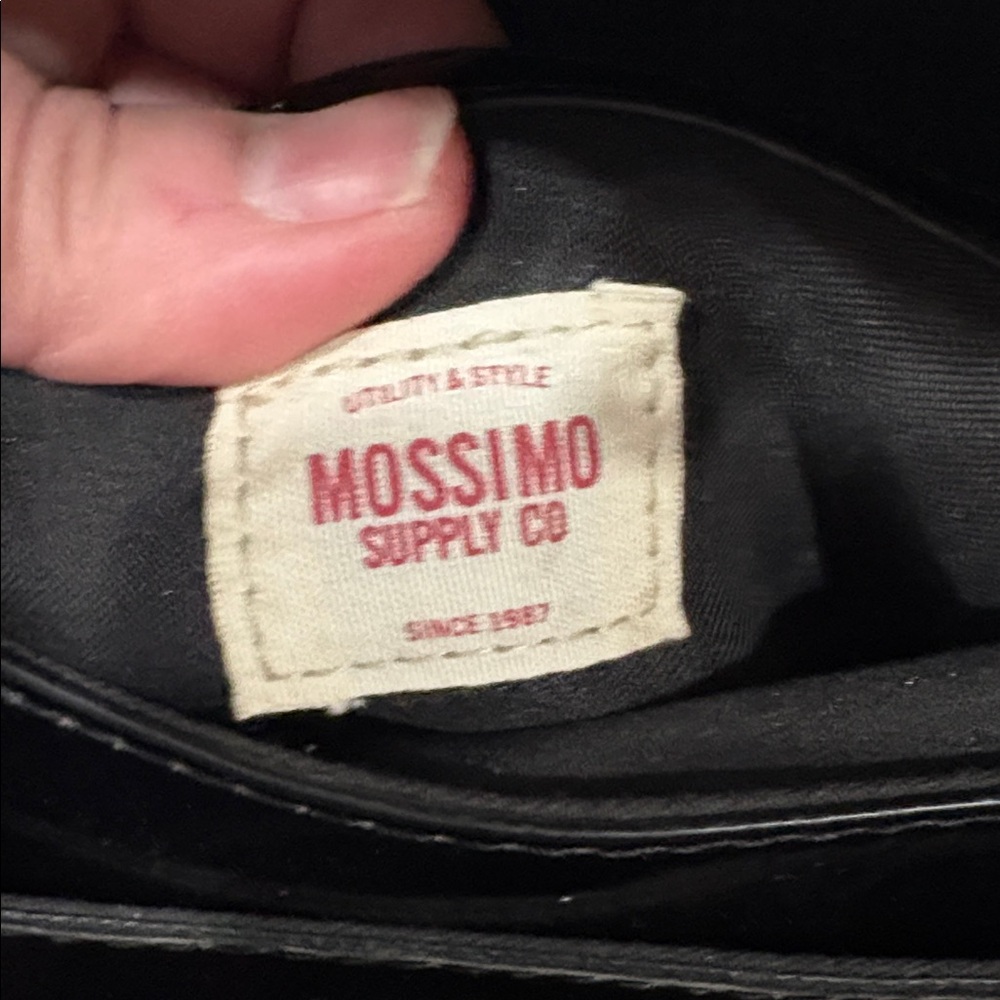 UTILITY & STYLE
MOSSIMO
SUPPLY CO
SINCE 1987